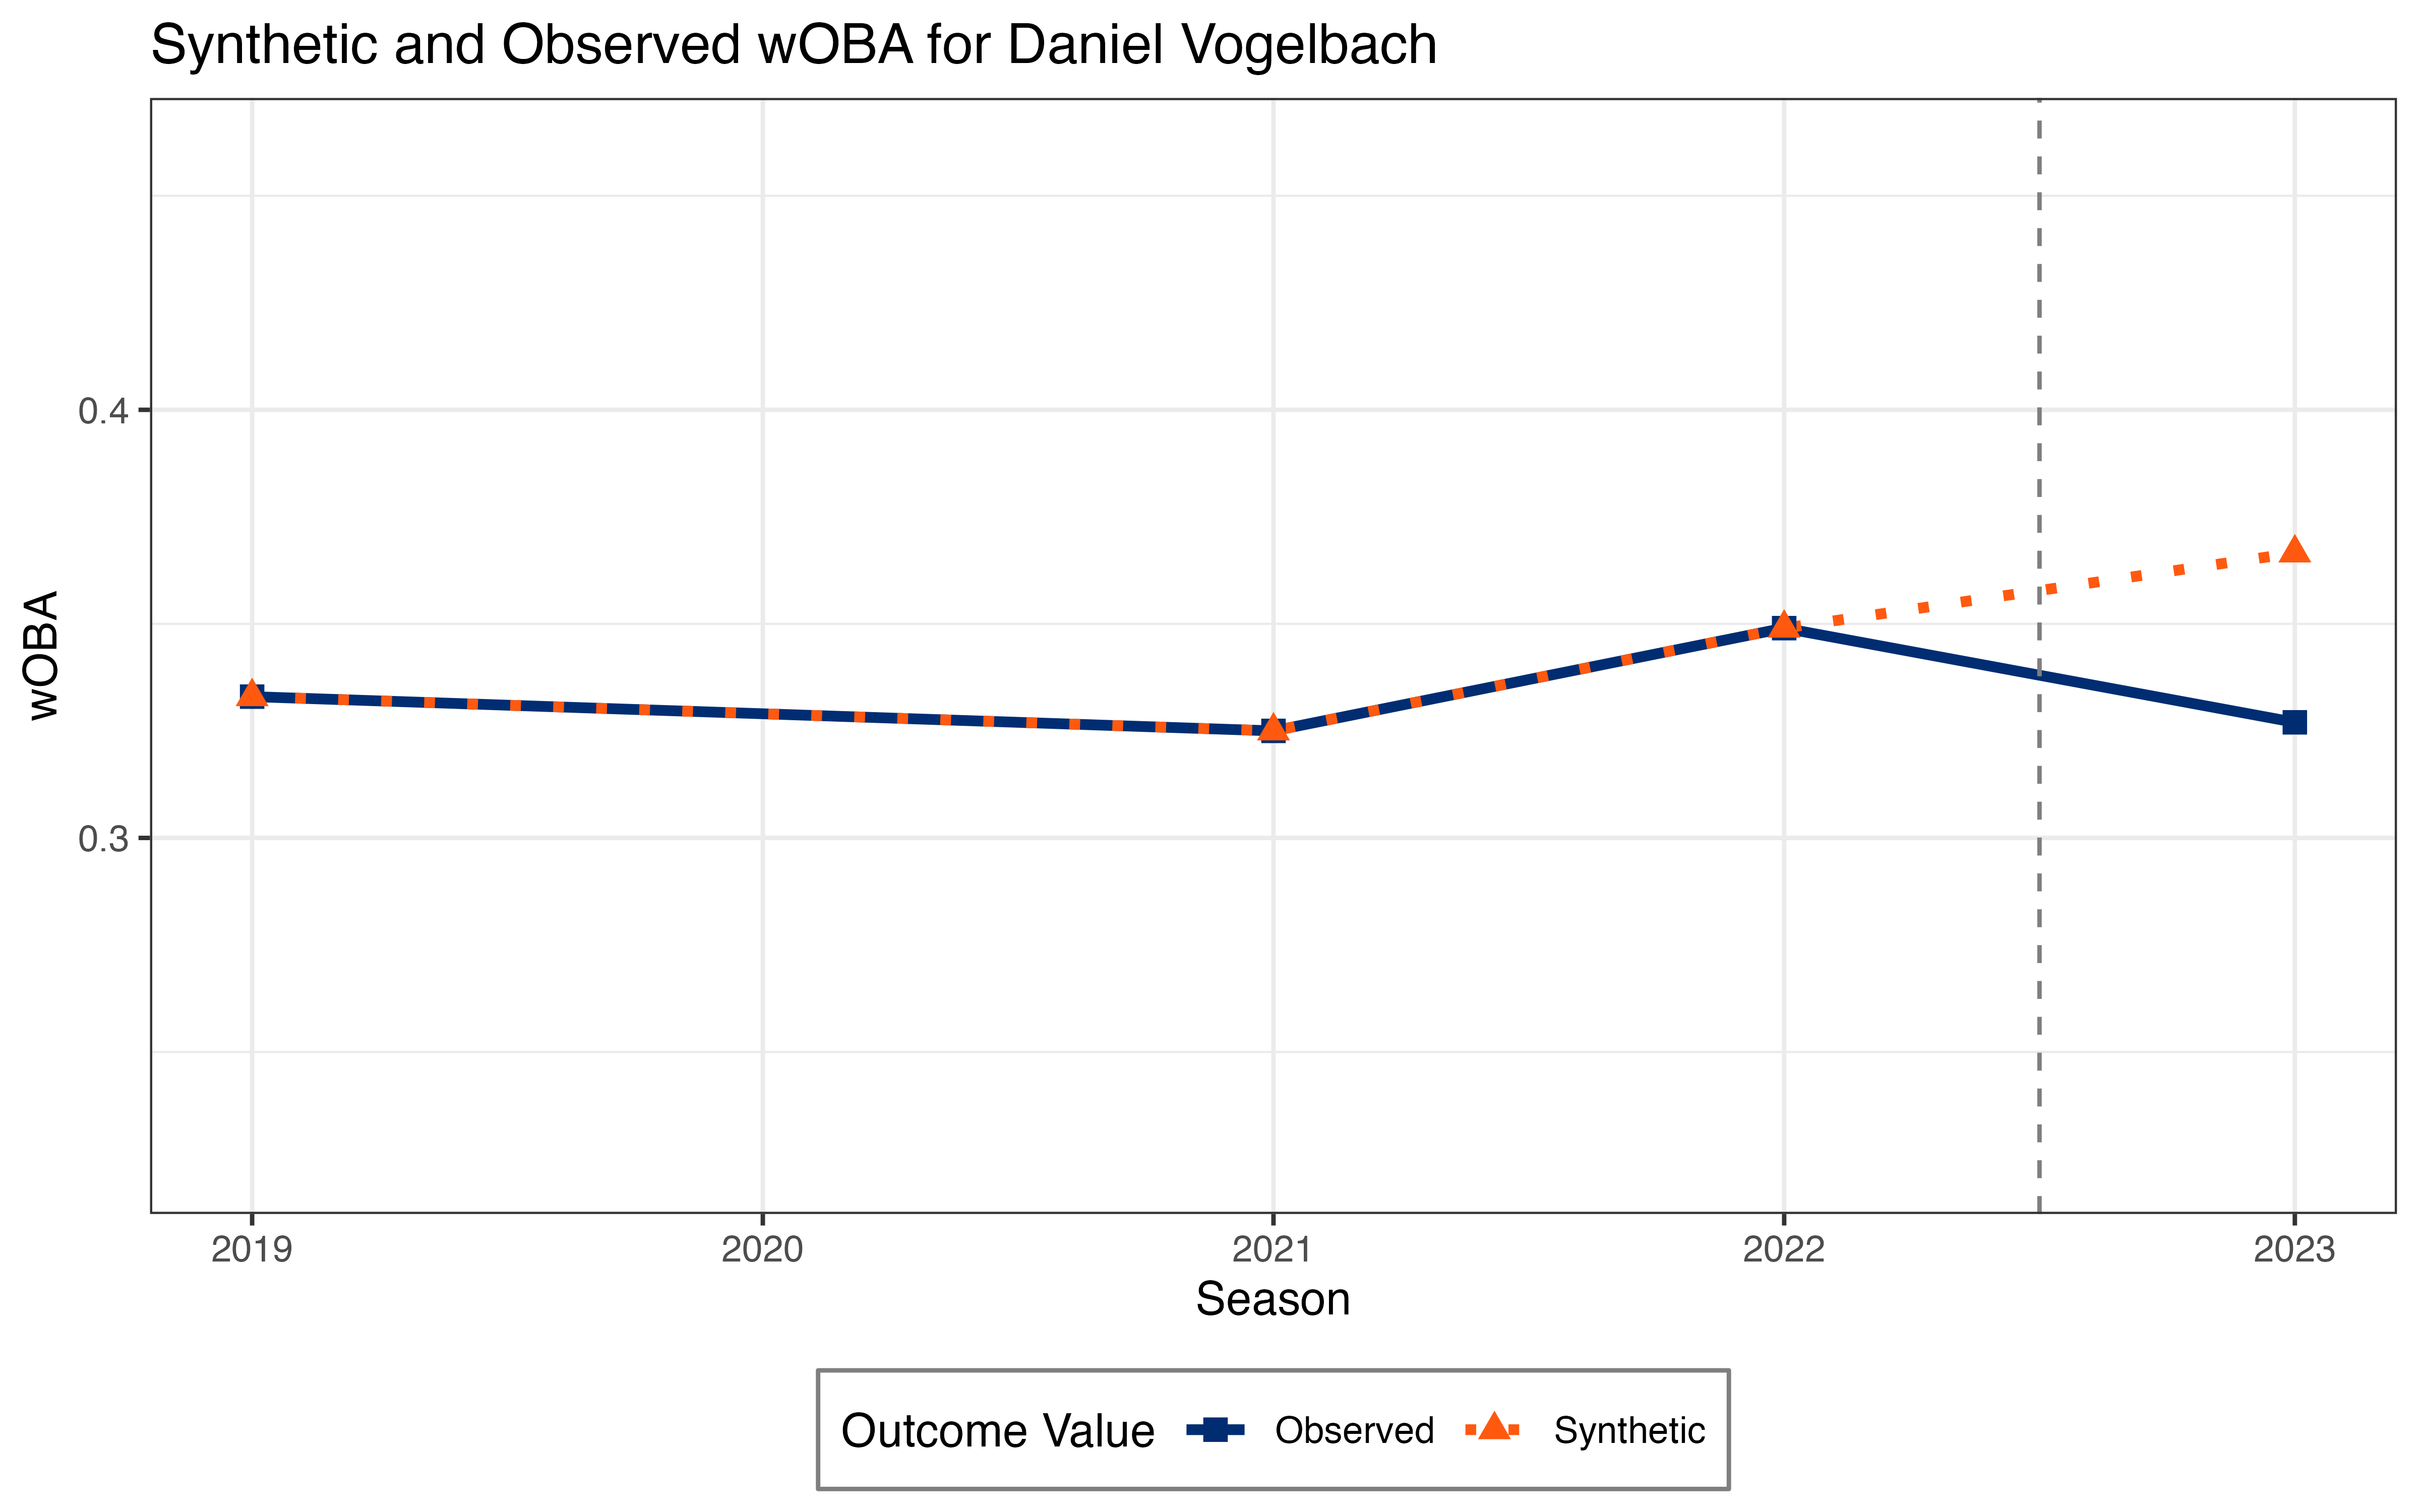 Synthetic and Observed wOBA for Daniel Vogelbach
wOBA
0.4
0.3
2019 2020 2021 2022 2023
Season
Outcome Value Observed Synthetic